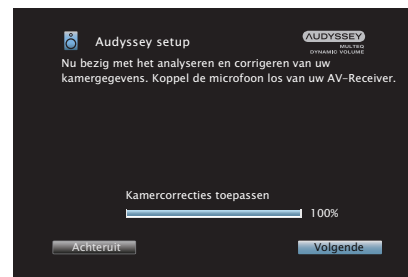 Audyssey setup
AUDYSSEY
MULTEQ
DYNAMIC VOLUME
Nu bezig met het analyseren en corrigeren van uw
kamergegevens. Koppel de microfoon los van uw AV-Receiver.
Kamercorrecties toepassen
100%
Achteruit
Volgende